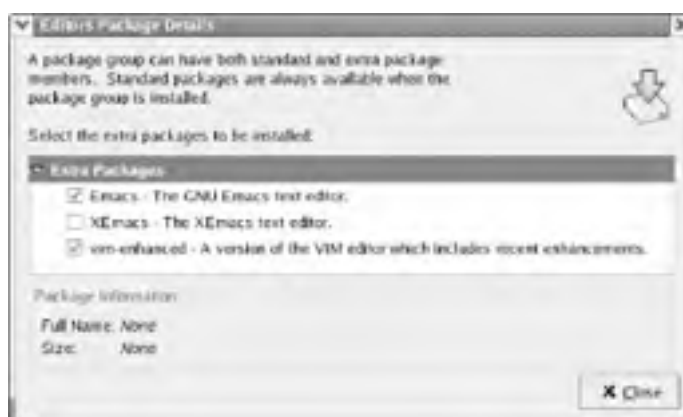 Editors Package Details
A package group can have both standard and extra package
members. Standard packages are always available when the
package group is installed.
Select the extra packages to be installed:
Extra Packages
Emacs - The GNU Emacs text editor.
XEmacs - The XEmacs text editor.
vim-enhanced - A version of the VIM editor which includes recent enhancements.
Package Information
Full Name: None
Size: None
Close